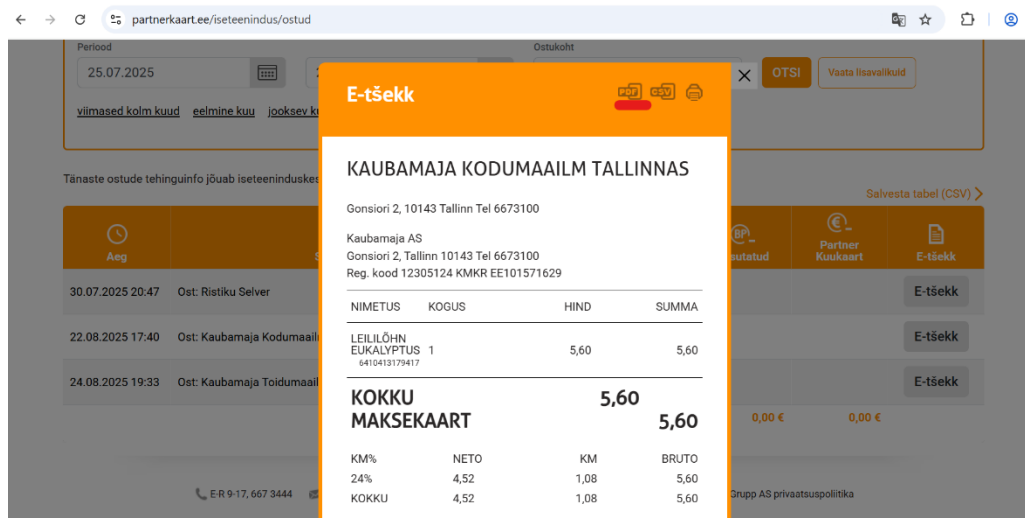 partnerkaart.ee/iseteenindus/ostud
Periood
Ostukoht
25.07.2025
OTSI
Vaata lisavalikuid
viimased kolm kuud eelmine kuu jooksev
E-tšekk
PDF CSV
KAUBAMAJA KODUMAAILM TALLINNAS
Gonsiori 2, 10143 Tallinn Tel 6673100
Kaubamaja AS
Gonsiori 2, Tallinn 10143 Tel 6673100
Reg. kood 12305124 KMKR EE101571629
NIMETUS KOGUS HIND SUMMA
LEILILÕHN
EUKALYPTUS 1 5,60 5,60
6410413179417
KOKKU 5,60
MAKSEKAART 5,60
KM% NETO KM BRUTO
24% 4,52 1,08 5,60
KOKKU 4,52 1,08 5,60
Tänaste ostude tehinguinfo jõuab
Salvesta tabel (CSV)
Aeg
BP
Partner
Kuukaart
E-tšekk
30.07.2025 20:47 Ost: Ristiku Selver E-tšekk
22.08.2025 17:40 Ost: Kaubamaja E-tšekk
24.08.2025 19:33 Ost: Kaubamaja E-tšekk
0,00 € 0,00 €
E-R 9-17, 667 3444
Grupp AS privaatsuspoliitika